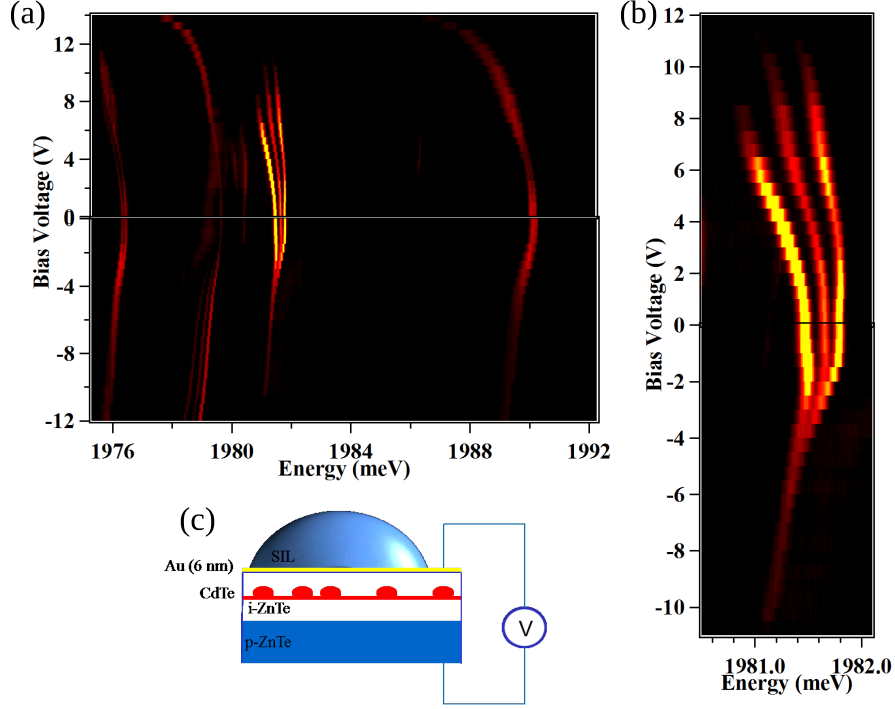 (a)
12
8
4
0
-4
-8
-12
Bias Voltage (V)
1976
1980
1984
1988
1992
Energy (meV)
(b)
12
10
8
6
4
2
0
-2
-4
-6
-8
-10
Bias Voltage (V)
1981.0
1982.0
Energy (meV)
(c)
SIL
Au (6 nm)
CdTe
i-ZnTe
p-ZnTe
V